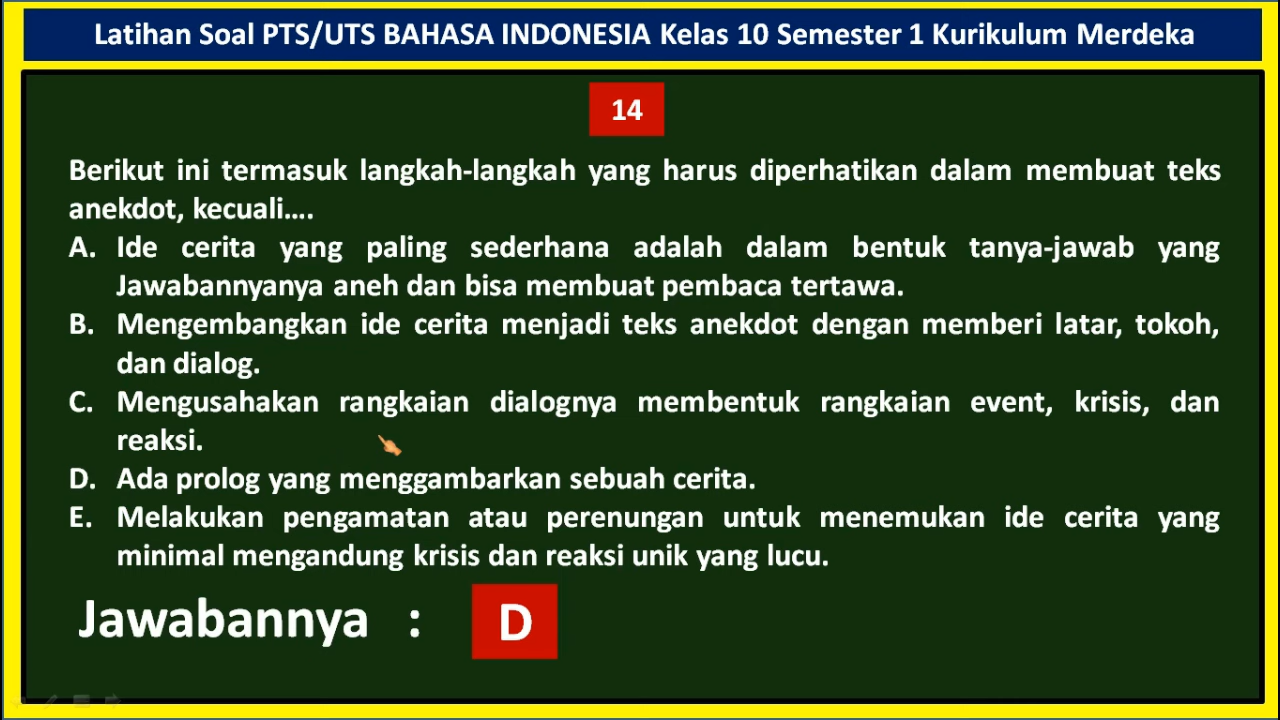 Latihan Soal PTS/UTS BAHASA INDONESIA Kelas 10 Semester 1 Kurikulum Merdeka
14
Berikut ini termasuk langkah-langkah yang harus diperhatikan dalam membuat teks
anekdot, kecuali....
A. Ide cerita yang paling sederhana adalah dalam bentuk tanya-jawab yang
Jawabannyanya aneh dan bisa membuat pembaca tertawa.
B. Mengembangkan ide cerita menjadi teks anekdot dengan memberi latar, tokoh,
dan dialog.
C. Mengusahakan rangkaian dialognya membentuk rangkaian event, krisis, dan
reaksi.
D. Ada prolog yang menggambarkan sebuah cerita.
E. Melakukan pengamatan atau perenungan untuk menemukan ide cerita yang
minimal mengandung krisis dan reaksi unik yang lucu.
Jawabannya : D